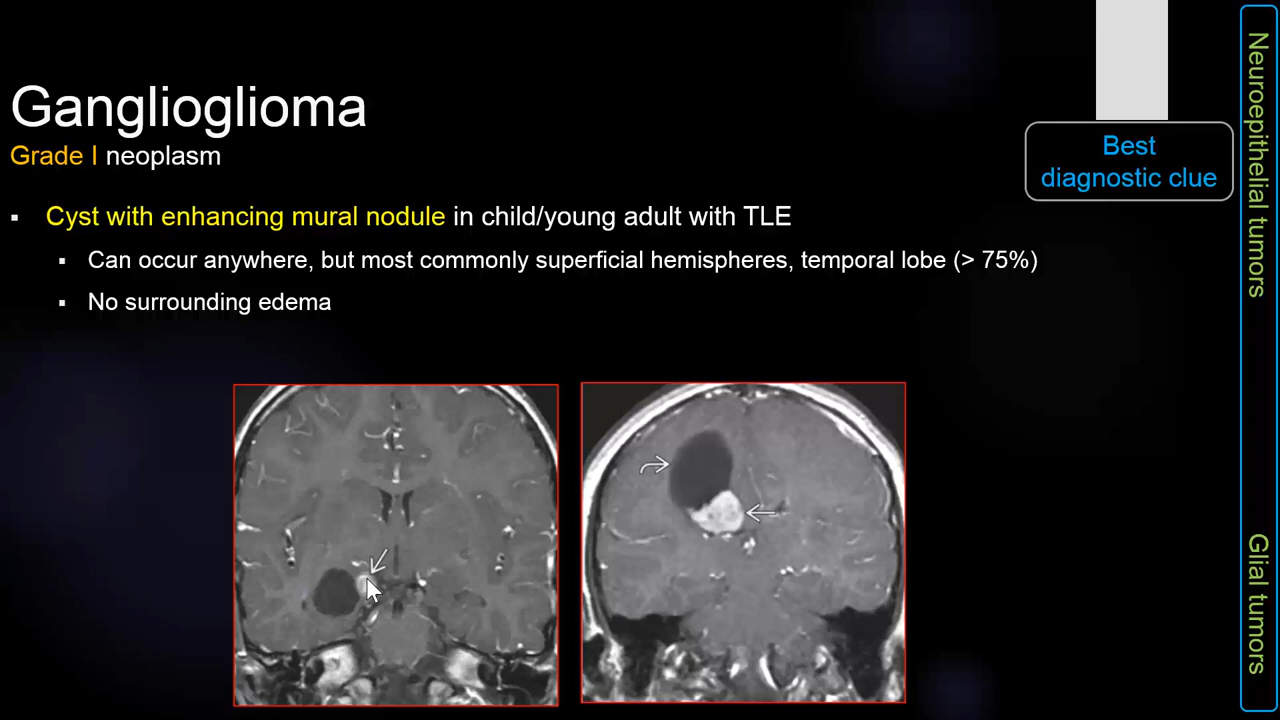 Ganglioglioma
Grade I neoplasm
Best
diagnostic clue
▪ Cyst with enhancing mural nodule in child/young adult with TLE
▪ Can occur anywhere, but most commonly superficial hemispheres, temporal lobe (> 75%)
▪ No surrounding edema
Neuroepithelial tumors
Glial tumors